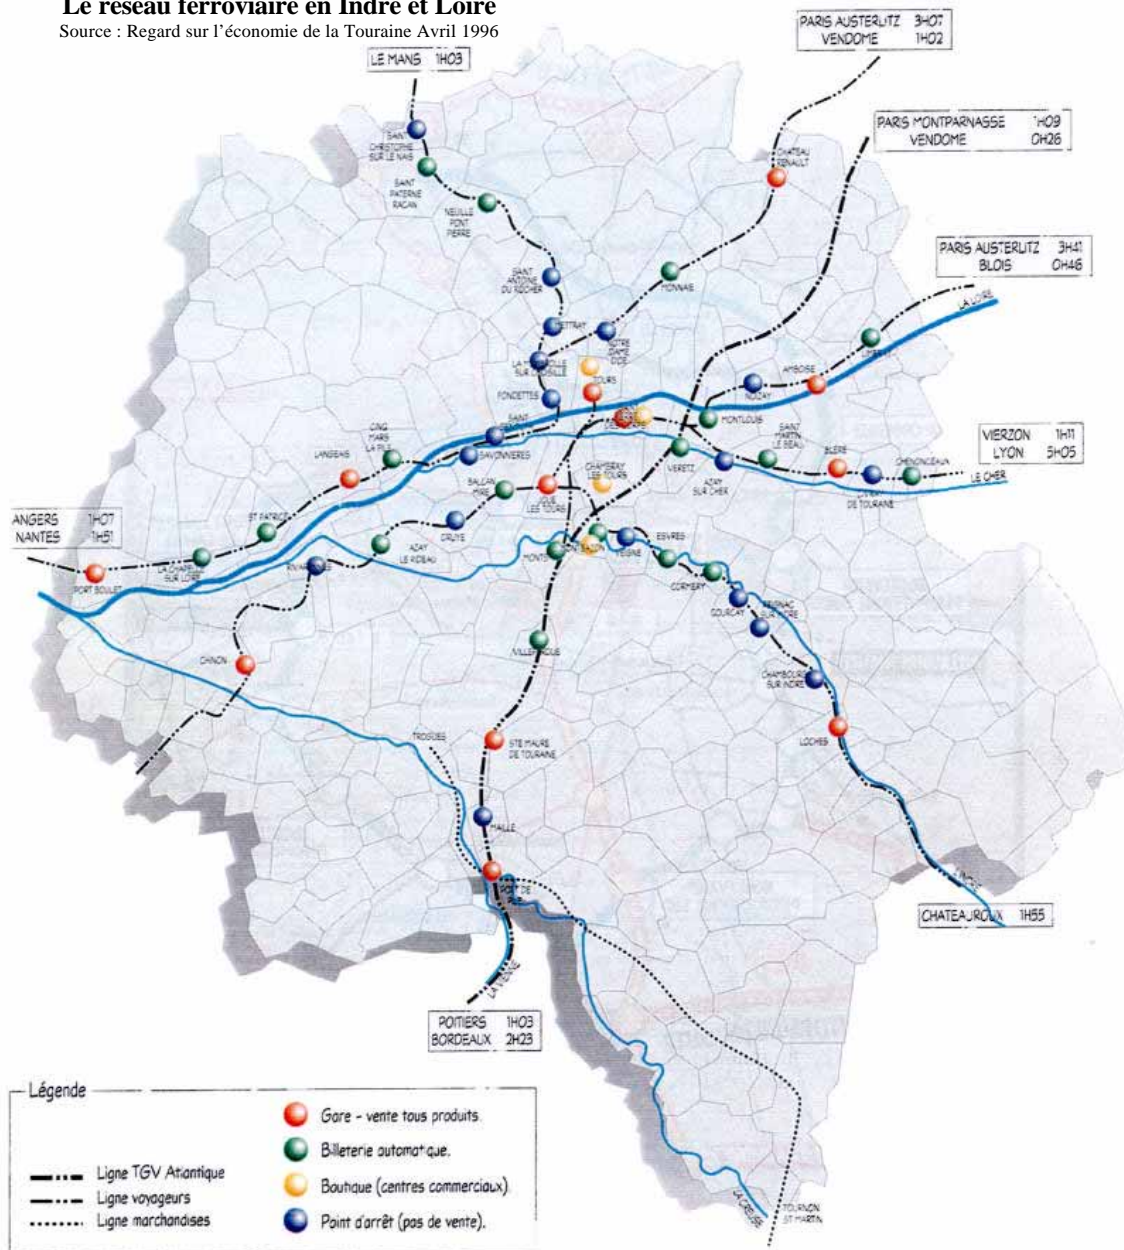 Le réseau ferroviaire en Indre et Loire
Source : Regard sur l'économie de la Touraine Avril 1996
PARIS AUSTERLITZ 3H07
VENDOME 1H02
LE MANS 1H03
PARIS MONTPARNASSE 1H09
VENDOME 0H26
SAINT
CHRISTOPHE
SUR LE NAIS
CHATEAU
RENAULT
SAINT
PATERNE
RACAN
NEUILLE
PONT
PIERRE
PARIS AUSTERLITZ 3H41
BLOIS 0H46
SAINT
ANTOINE
DU ROCHER
MONNAIE
LA LOIRE
METTRAY
NOTRE
DAME
D'OE
SUR
TOURS
AMBOISE
FONDETTES
NOIZAY
SAINT
MONTLOUIS
CINQ
MARS
LA PILE
SAINT
MARTIN
LE BEAU
VIERZON 1H11
LYON 5H05
LANGEAIS
SAVONNIERES
CHAMBRAY
LES TOURS
VERETZ
AZAY
SUR CHER
BLERE
CHENONCEAUX
DE TOURAINE
LE CHER
BALLAN
MIRE
JOUE
LES TOURS
ANGERS 1H07
NANTES 1H51
ST PATRICE
DRUYE
AZAY
LE RIDEAU
LA CHAPELLE
SUR LOIRE
PORT BOULET
MONTS
VEIGNE
ESVRES
CORMERY
COURCAY
SUR INDRE
CHINON
CHAMBOURG
SUR INDRE
TROGUES
STE MAURE
DE TOURAINE
LOCHES
MAILLE
PORT DE
CHATEAUROUX 1H55
LA VIENNE
POITIERS 1H03
BORDEAUX 2H23
LA CREUSE
TOURNON
ST MARTIN
Légende
Ligne TGV Atlantique
Ligne voyageurs
Ligne marchandises
Gare - vente tous produits.
Billeterie automatique.
Boutique (centres commerciaux).
Point d'arrêt (pas de vente).